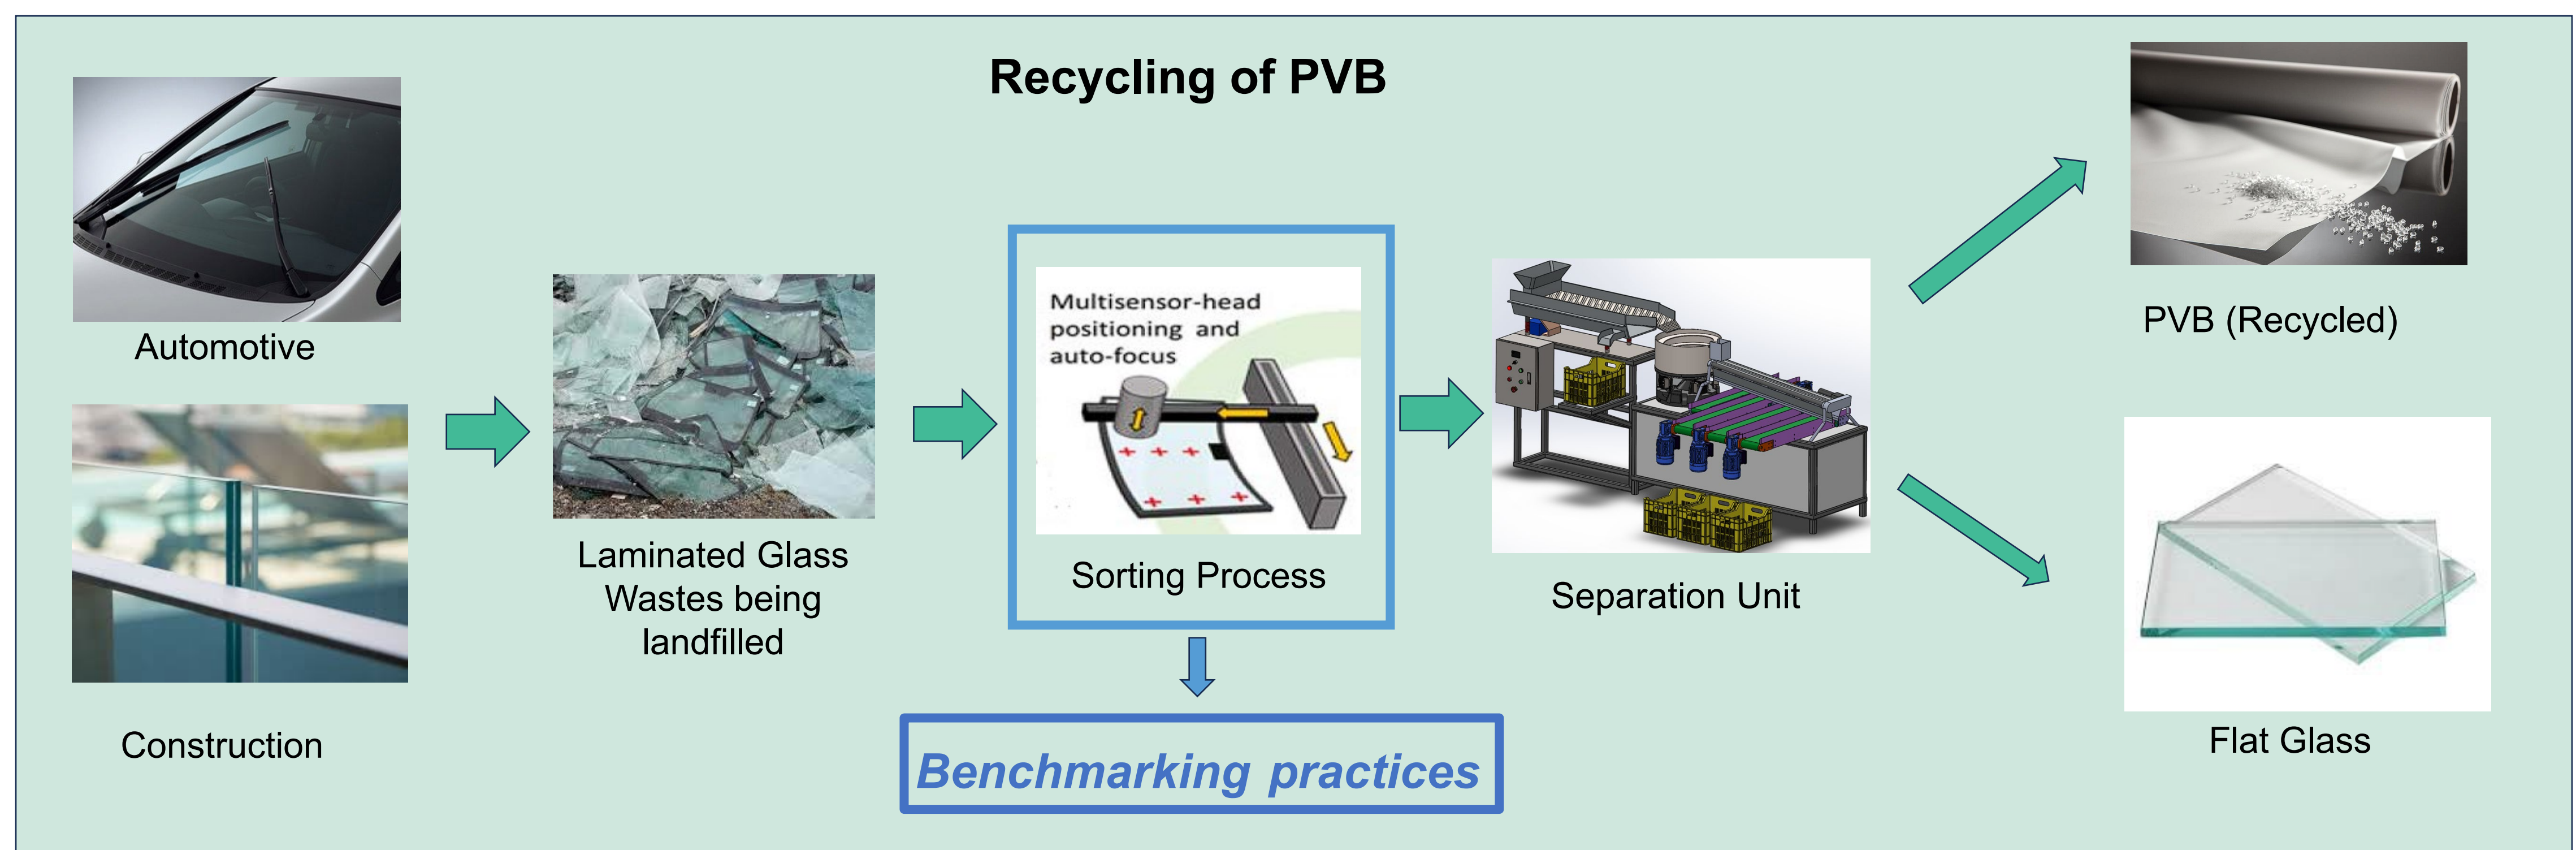 Recycling of PVB
Automotive
Construction
Laminated Glass
Wastes being
landfilled
Multisensor-head
positioning and
auto-focus
Sorting Process
Benchmarking practices
Separation Unit
PVB (Recycled)
Flat Glass